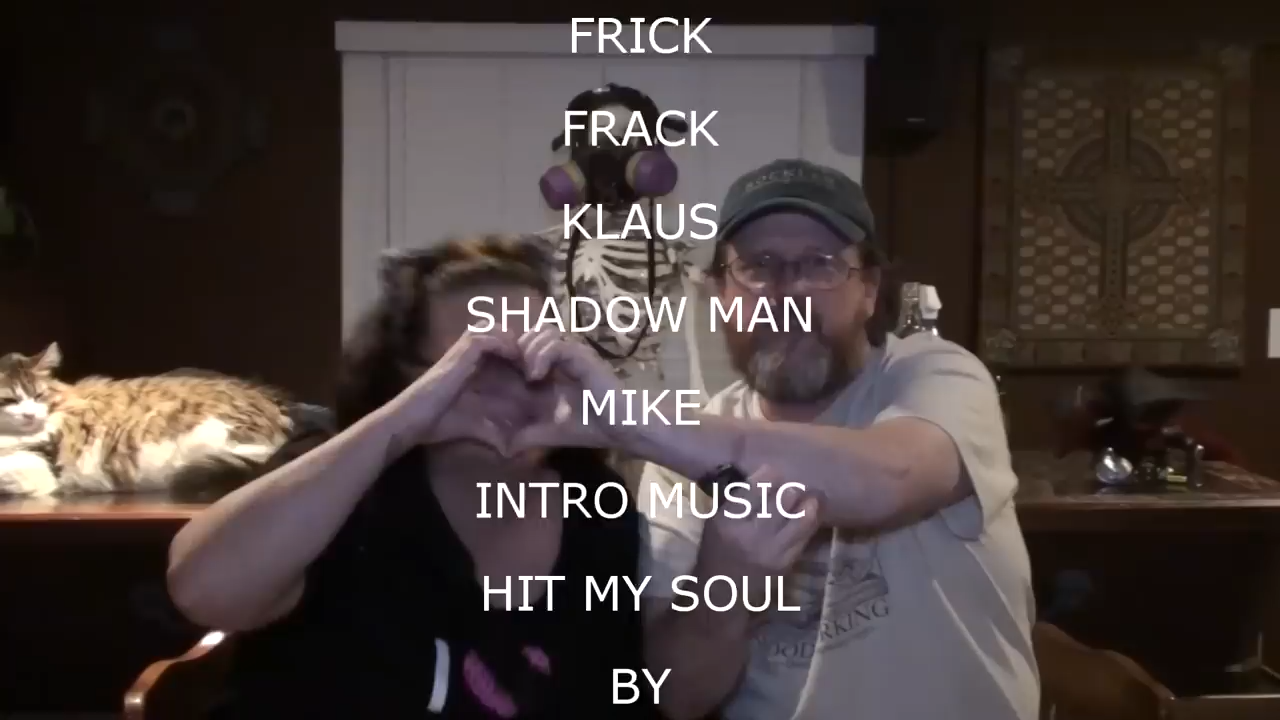 FRICK
FRACK
KLAUS
SHADOW MAN
MIKE
INTRO MUSIC
HIT MY SOUL
BY